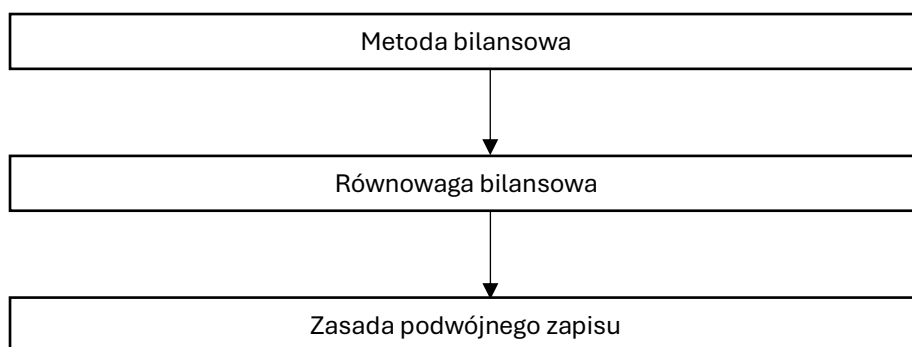 Metoda bilansowa
Równowaga bilansowa
Zasada podwójnego zapisu